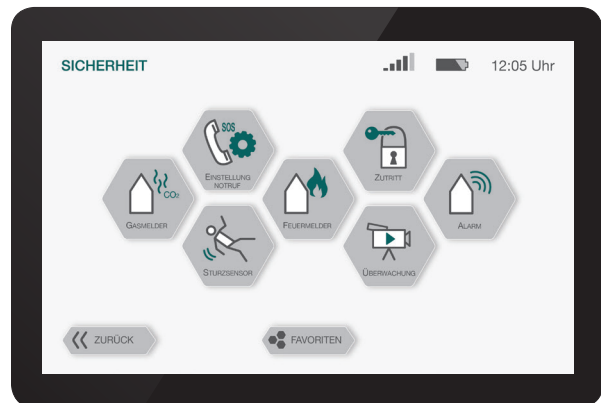 SICHERHEIT
12:05 Uhr
SOS
EINSTELLUNG
NOTRUF
ZUTRITT
CO₂
GASMELDER
FEUERMELDER
ALARM
STURZSENSOR
ÜBERWACHUNG
ZURÜCK
FAVORITEN